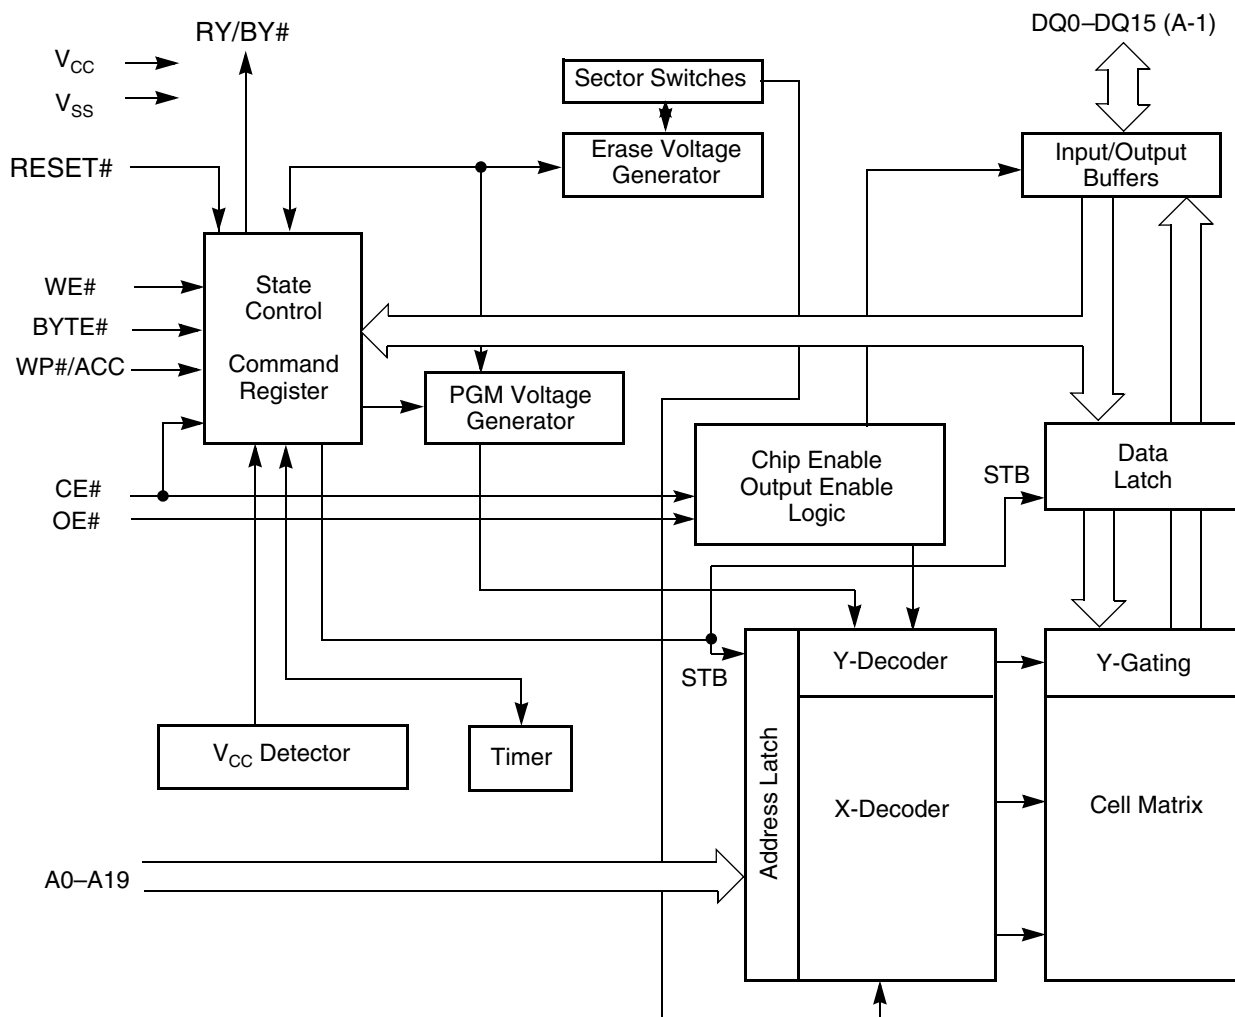 RY/BY#
DQ0–DQ15 (A-1)
VCC
VSS
Sector Switches
RESET#
Erase Voltage
Generator
Input/Output
Buffers
WE#
BYTE#
WP#/ACC
State
Control
Command
Register
PGM Voltage
Generator
CE#
OE#
Chip Enable
Output Enable
Logic
STB
Data
Latch
STB
Y-Decoder
Y-Gating
VCC Detector
Timer
Address Latch
X-Decoder
Cell Matrix
A0–A19